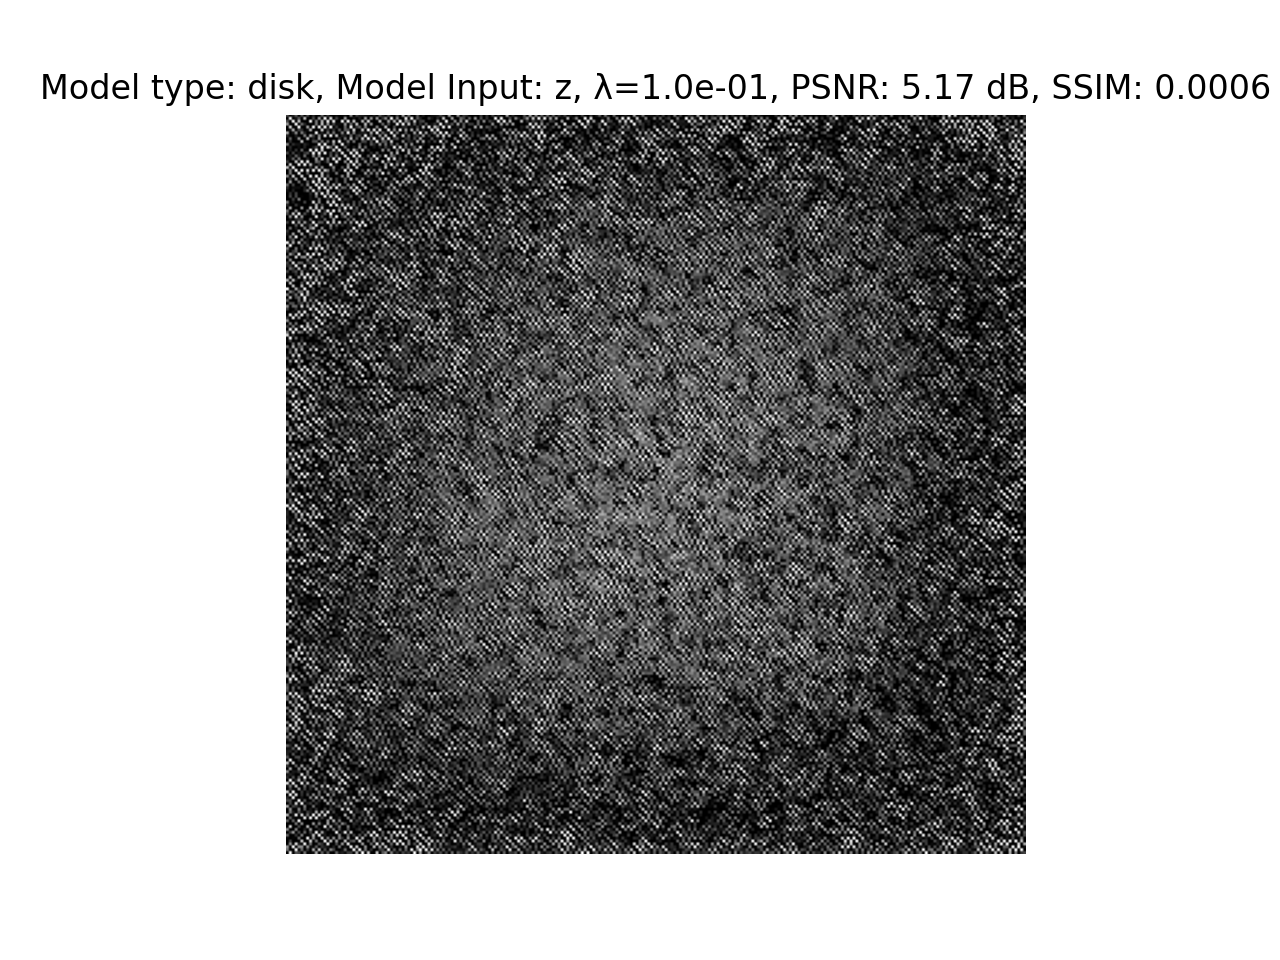 Model type: disk, Model Input: z, λ=1.0e-01, PSNR: 5.17 dB, SSIM: 0.0006